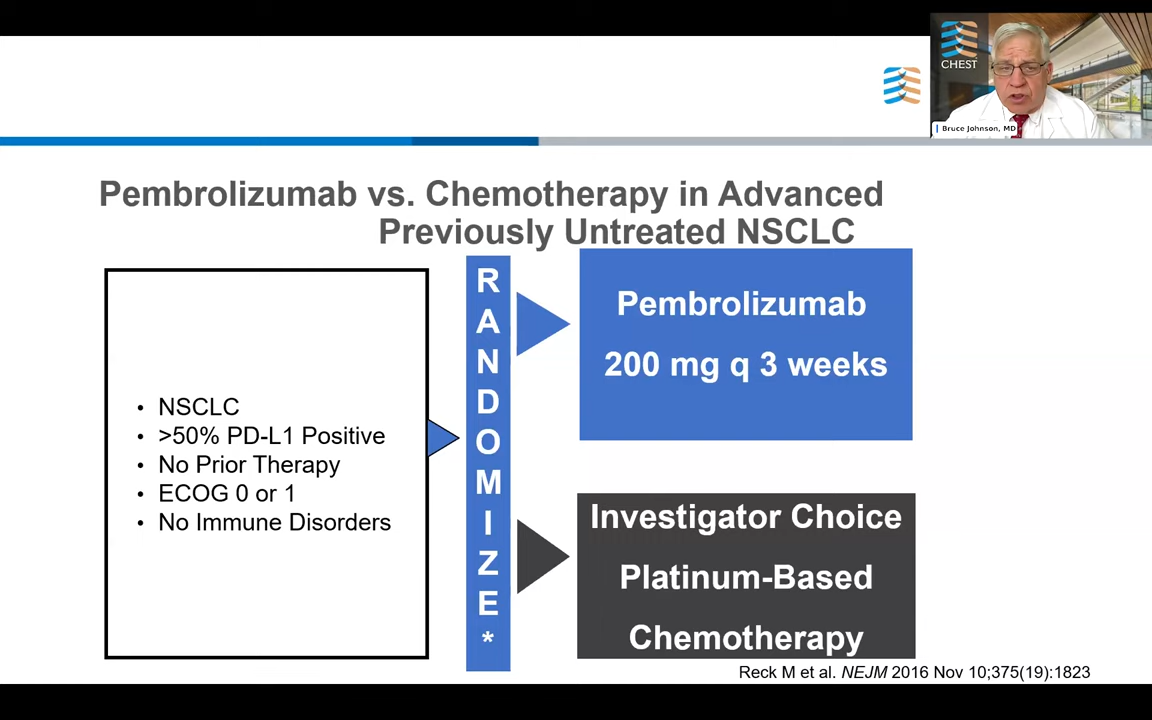 CHEST
Bruce Johnson, MD
Pembrolizumab vs. Chemotherapy in Advanced
Previously Untreated NSCLC
• NSCLC
• >50% PD-L1 Positive
• No Prior Therapy
• ECOG 0 or 1
• No Immune Disorders
R
A
N
D
O
M
I
Z
E
*
Pembrolizumab
200 mg q 3 weeks
Investigator Choice
Platinum-Based
Chemotherapy
Reck M et al. NEJM 2016 Nov 10;375(19):1823